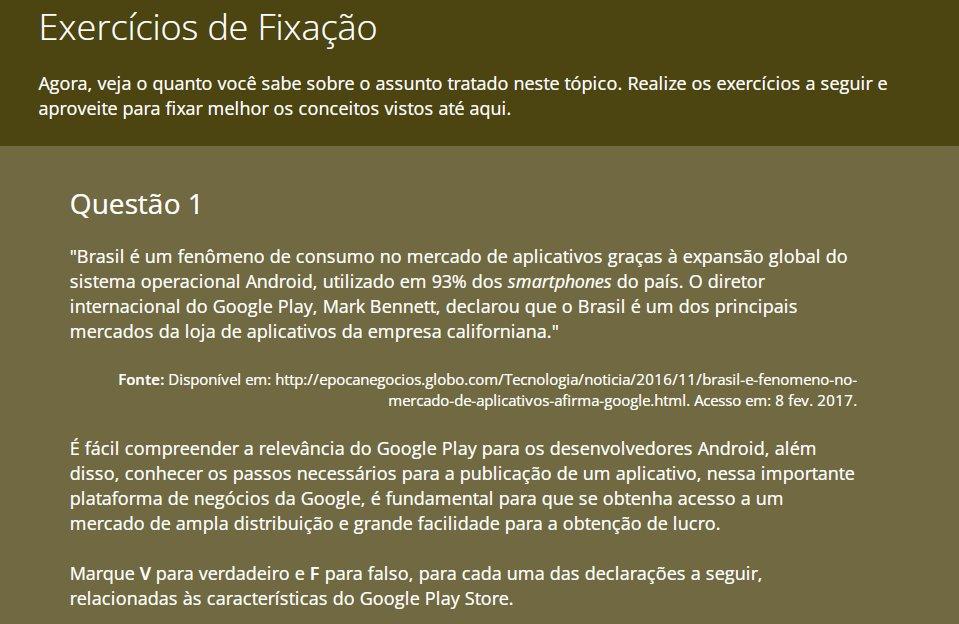 Exercícios de Fixação
Agora, veja o quanto você sabe sobre o assunto tratado neste tópico. Realize os exercícios a seguir e
aproveite para fixar melhor os conceitos vistos até aqui.
Questão 1
"Brasil é um fenômeno de consumo no mercado de aplicativos graças à expansão global do
sistema operacional Android, utilizado em 93% dos smartphones do país. O diretor
internacional do Google Play, Mark Bennett, declarou que o Brasil é um dos principais
mercados da loja de aplicativos da empresa californiana."
Fonte: Disponível em: http://epocanegocios.globo.com/Tecnologia/noticia/2016/11/brasil-e-fenomeno-no-
mercado-de-aplicativos-afirma-google.html. Acesso em: 8 fev. 2017.
É fácil compreender a relevância do Google Play para os desenvolvedores Android, além
disso, conhecer os passos necessários para a publicação de um aplicativo, nessa importante
plataforma de negócios da Google, é fundamental para que se obtenha acesso a um
mercado de ampla distribuição e grande facilidade para a obtenção de lucro.
Marque V para verdadeiro e F para falso, para cada uma das declarações a seguir,
relacionadas às características do Google Play Store.